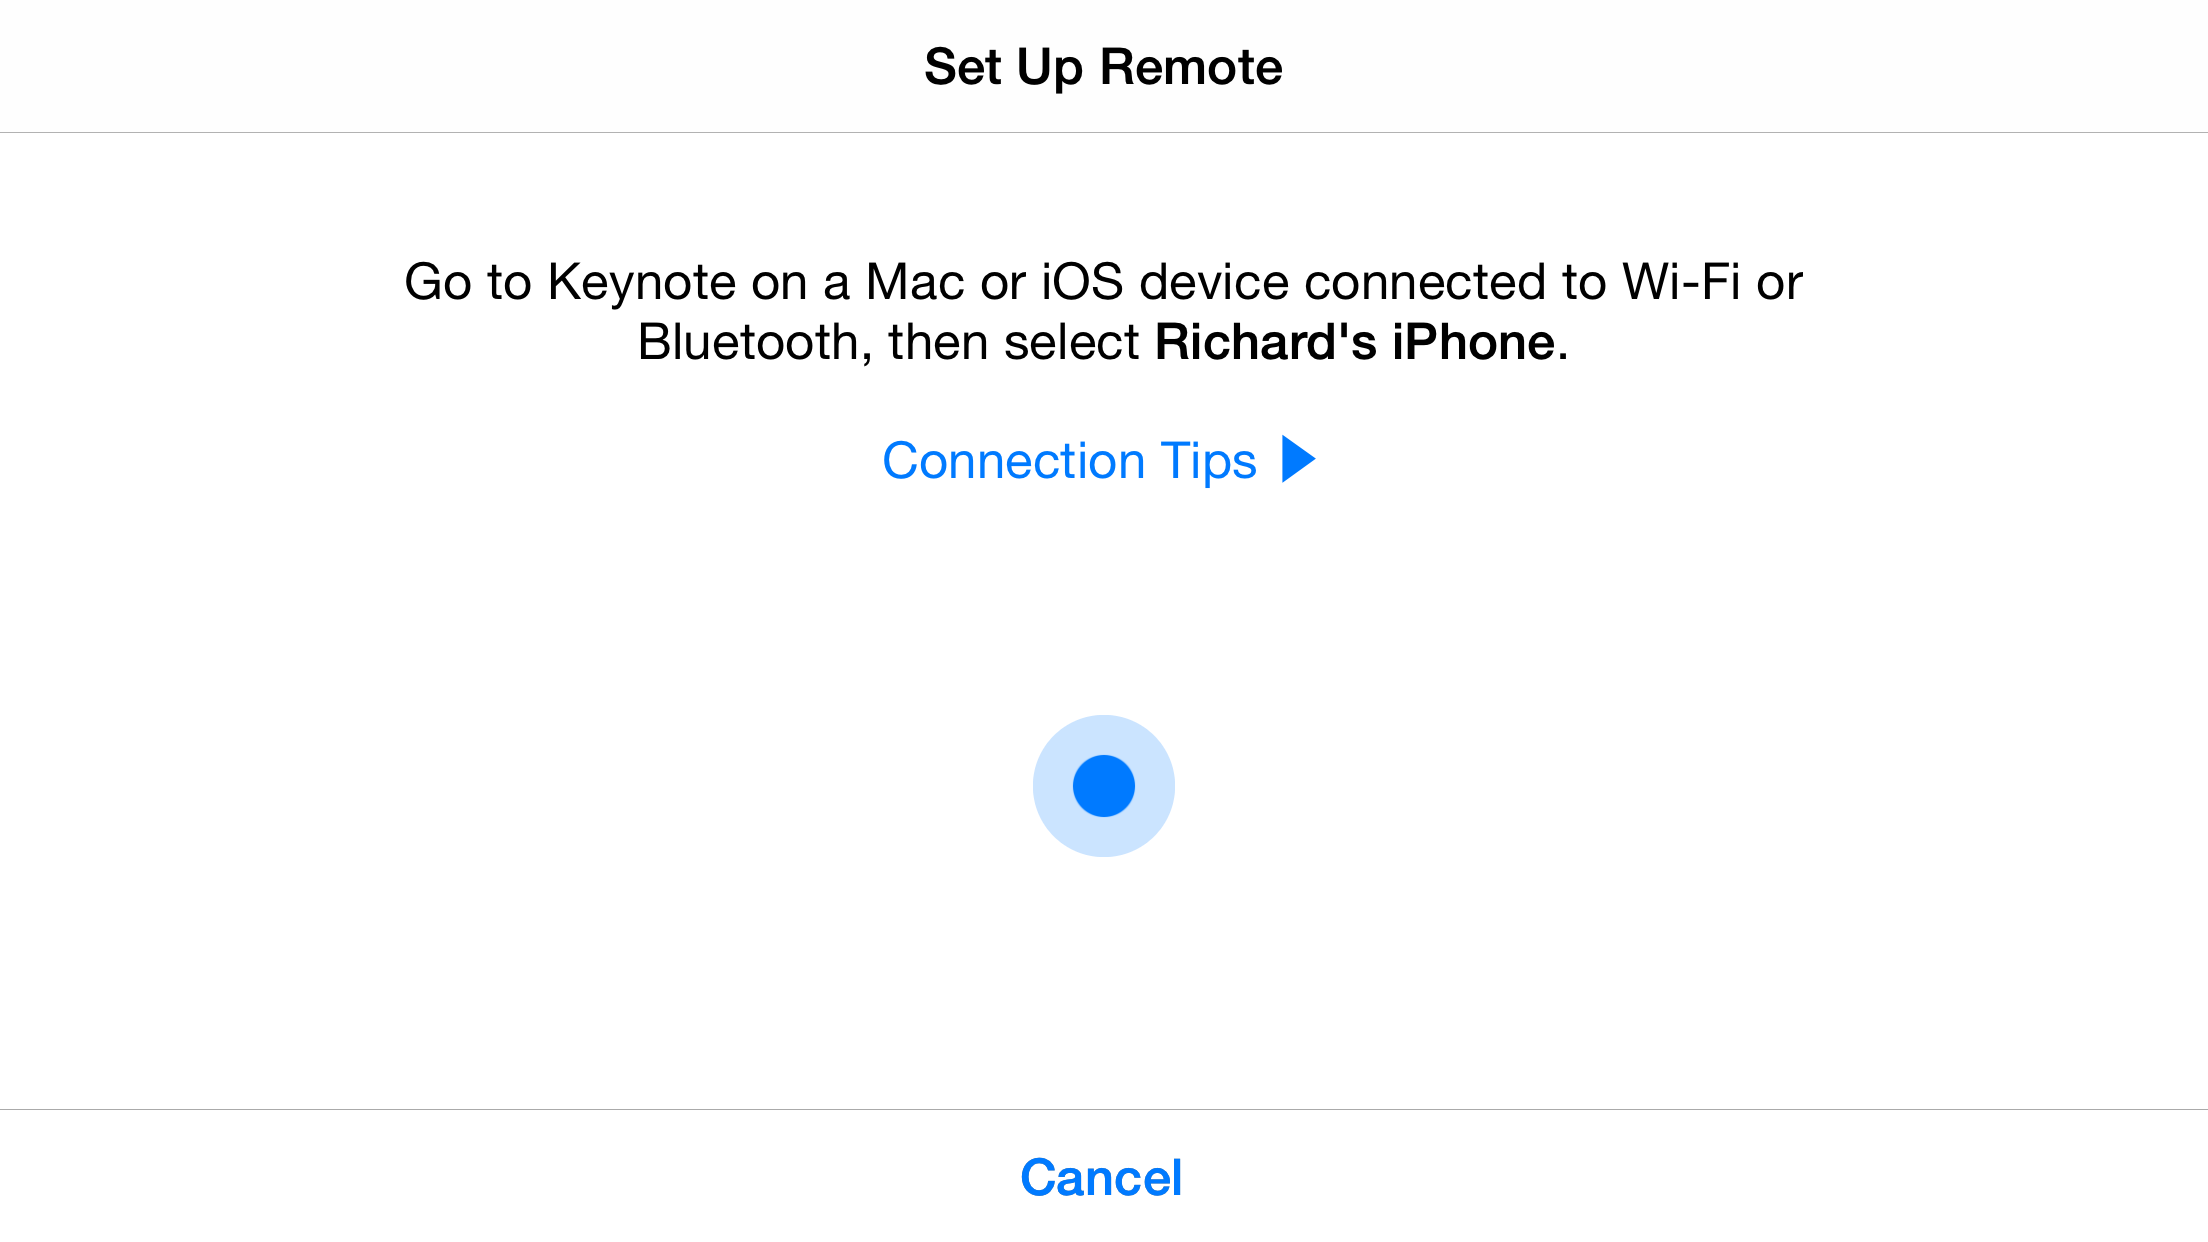 Set Up Remote
Go to Keynote on a Mac or iOS device connected to Wi-Fi or
Bluetooth, then select Richard's iPhone.
Connection Tips
Cancel